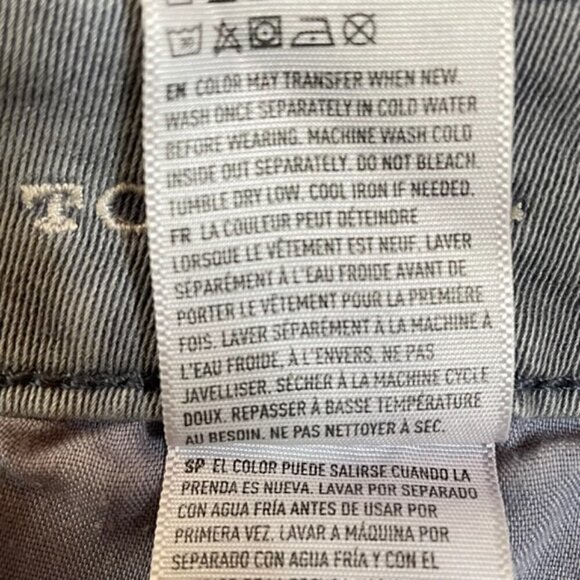 30
EN COLOR MAY TRANSFER WHEN NEW.
WASH ONCE SEPARATELY IN COLD WATER
BEFORE WEARING. MACHINE WASH COLD
INSIDE OUT SEPARATELY. DO NOT BLEACH.
TUMBLE DRY LOW. COOL IRON IF NEEDED.
FR LA COULEUR PEUT DÉTEINDRE
LORSQUE LE VÊTEMENT EST NEUF. LAVER
SÉPARÉMENT À L'EAU FROIDE AVANT DE
PORTER LE VÊTEMENT POUR LA PREMIÈRE
FOIS. LAVER SÉPARÉMENT À LA MACHINE À
L'EAU FROIDE, À L'ENVERS. NE PAS
JAVELLISER. SÉCHER À LA MACHINE CYCLE
DOUX. REPASSER À BASSE TEMPÉRATURE
AU BESOIN. NE PAS NETTOYER À SEC.
SP EL COLOR PUEDE SALIRSE CUANDO LA
PRENDA ES NUEVA. LAVAR POR SEPARADO
CON AGUA FRÍA ANTES DE USAR POR
PRIMERA VEZ. LAVAR A MÁQUINA POR
SEPARADO CON AGUA FRÍA Y CON EL
TO